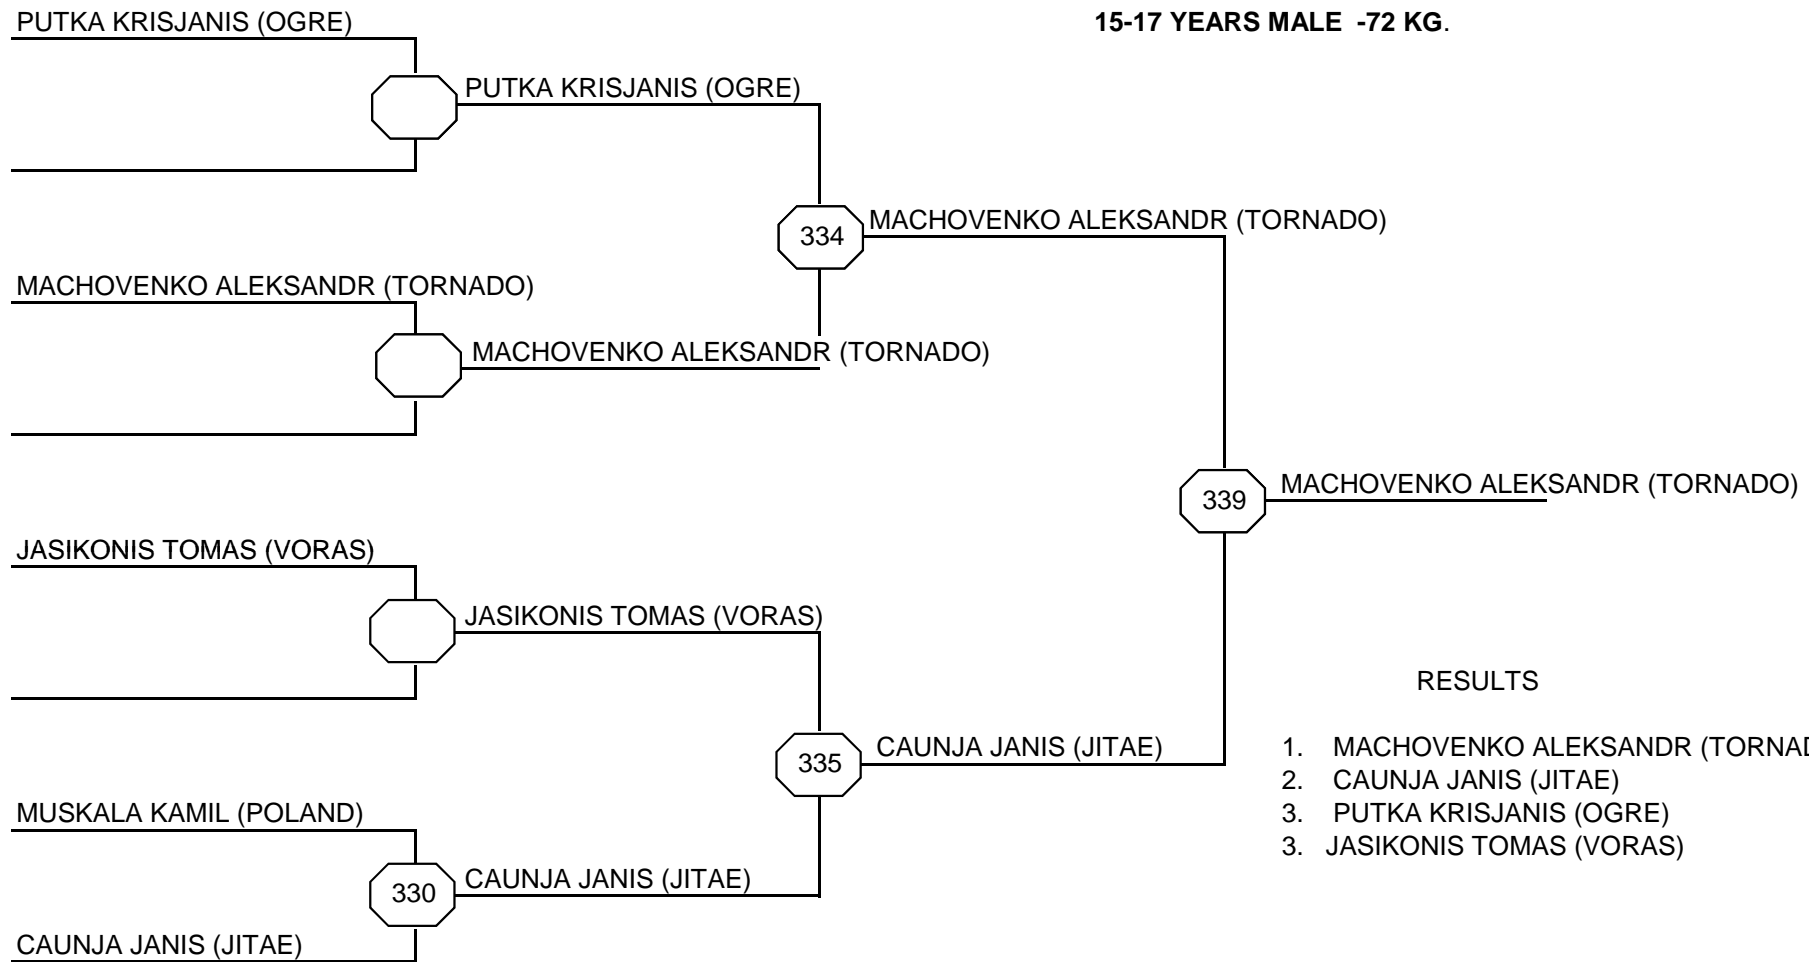 PUTKA KRISJANIS (OGRE)
15-17 YEARS MALE -72 KG.
PUTKA KRISJANIS (OGRE)
334
MACHOVENKO ALEKSANDR (TORNADO)
MACHOVENKO ALEKSANDR (TORNADO)
MACHOVENKO ALEKSANDR (TORNADO)
339
MACHOVENKO ALEKSANDR (TORNADO)
JASIKONIS TOMAS (VORAS)
JASIKONIS TOMAS (VORAS)
335
CAUNJA JANIS (JITAE)
MUSKALA KAMIL (POLAND)
330
CAUNJA JANIS (JITAE)
CAUNJA JANIS (JITAE)
RESULTS
1. MACHOVENKO ALEKSANDR (TORNAD
2. CAUNJA JANIS (JITAE)
3. PUTKA KRISJANIS (OGRE)
3. JASIKONIS TOMAS (VORAS)